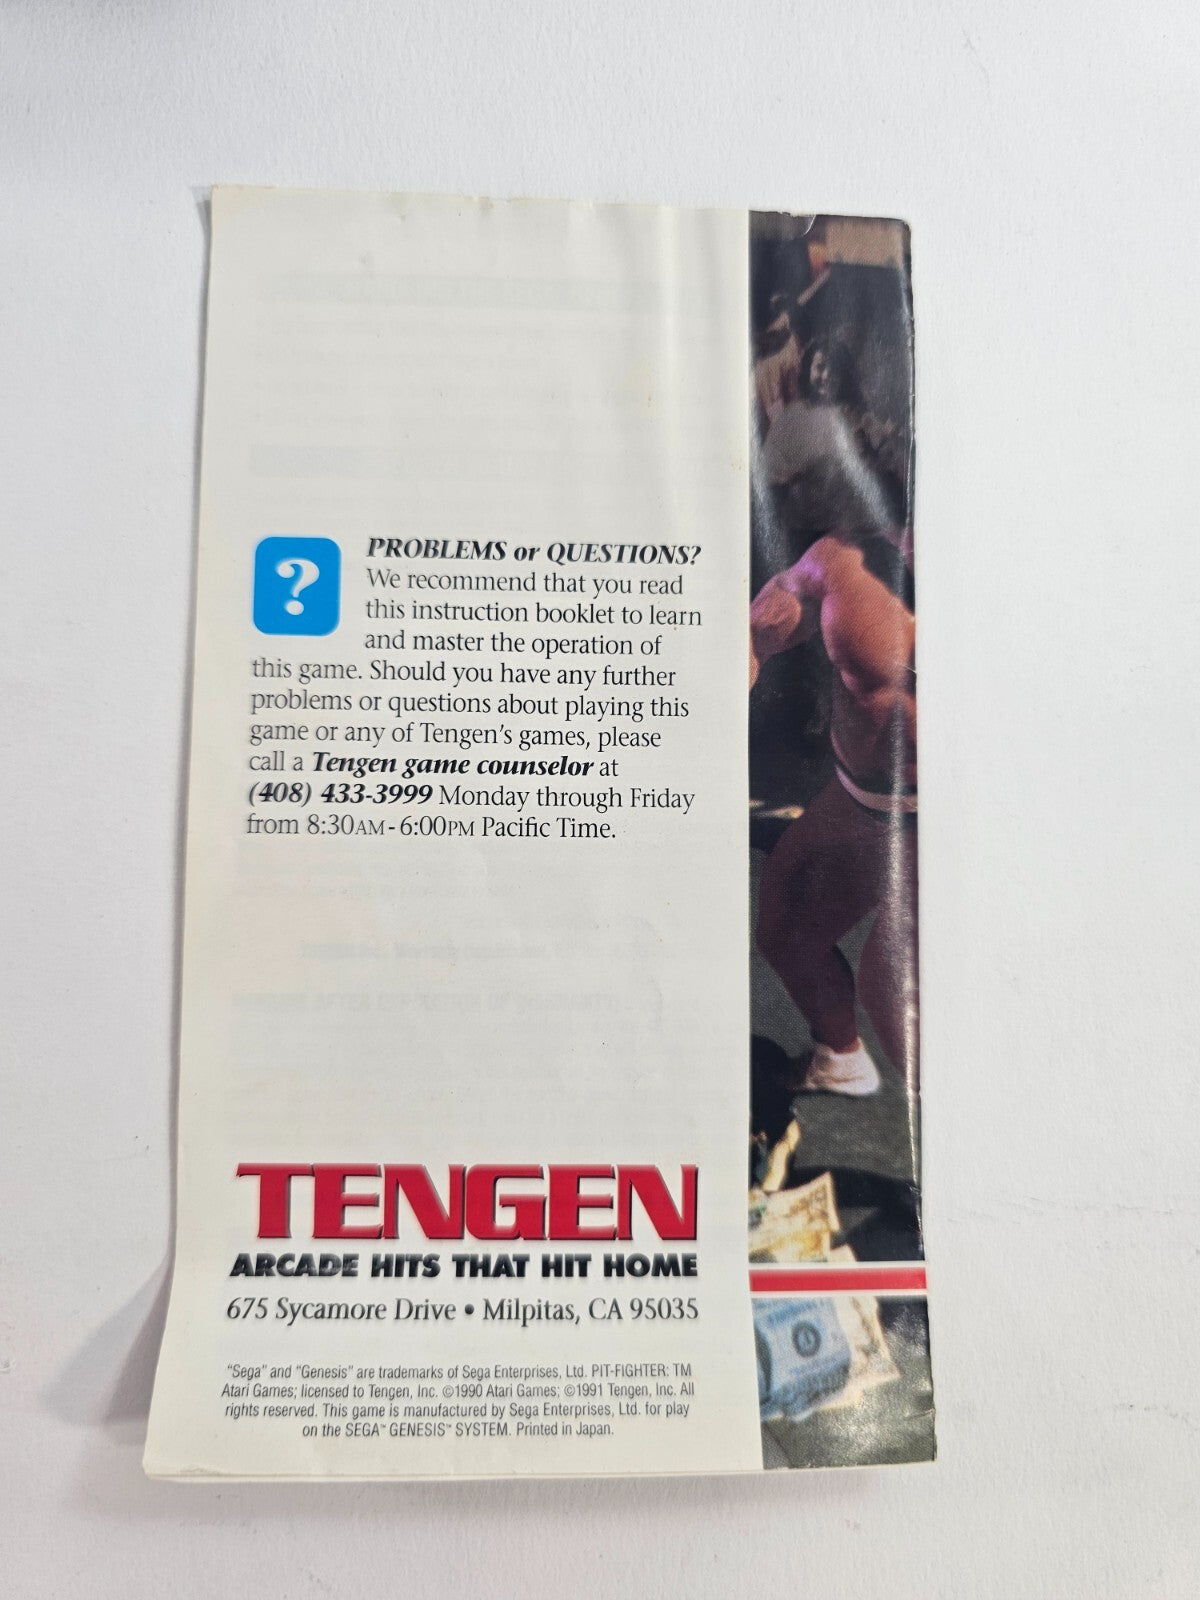 ?
PROBLEMS or QUESTIONS?
We recommend that you read
this instruction booklet to learn
and master the operation of
this game. Should you have any further
problems or questions about playing this
game or any of Tengen's games, please
call a Tengen game counselor at
(408) 433-3999 Monday through Friday
from 8:30AM-6:00PM Pacific Time.
TENGEN
ARCADE HITS THAT HIT HOME
675 Sycamore Drive • Milpitas, CA 95035
"Sega" and "Genesis" are trademarks of Sega Enterprises, Ltd. PIT-FIGHTER: TM
Atari Games; licensed to Tengen, Inc. ©1990 Atari Games; ©1991 Tengen, Inc. All
rights reserved. This game is manufactured by Sega Enterprises, Ltd. for play
on the SEGA™ GENESIS™ SYSTEM. Printed in Japan.